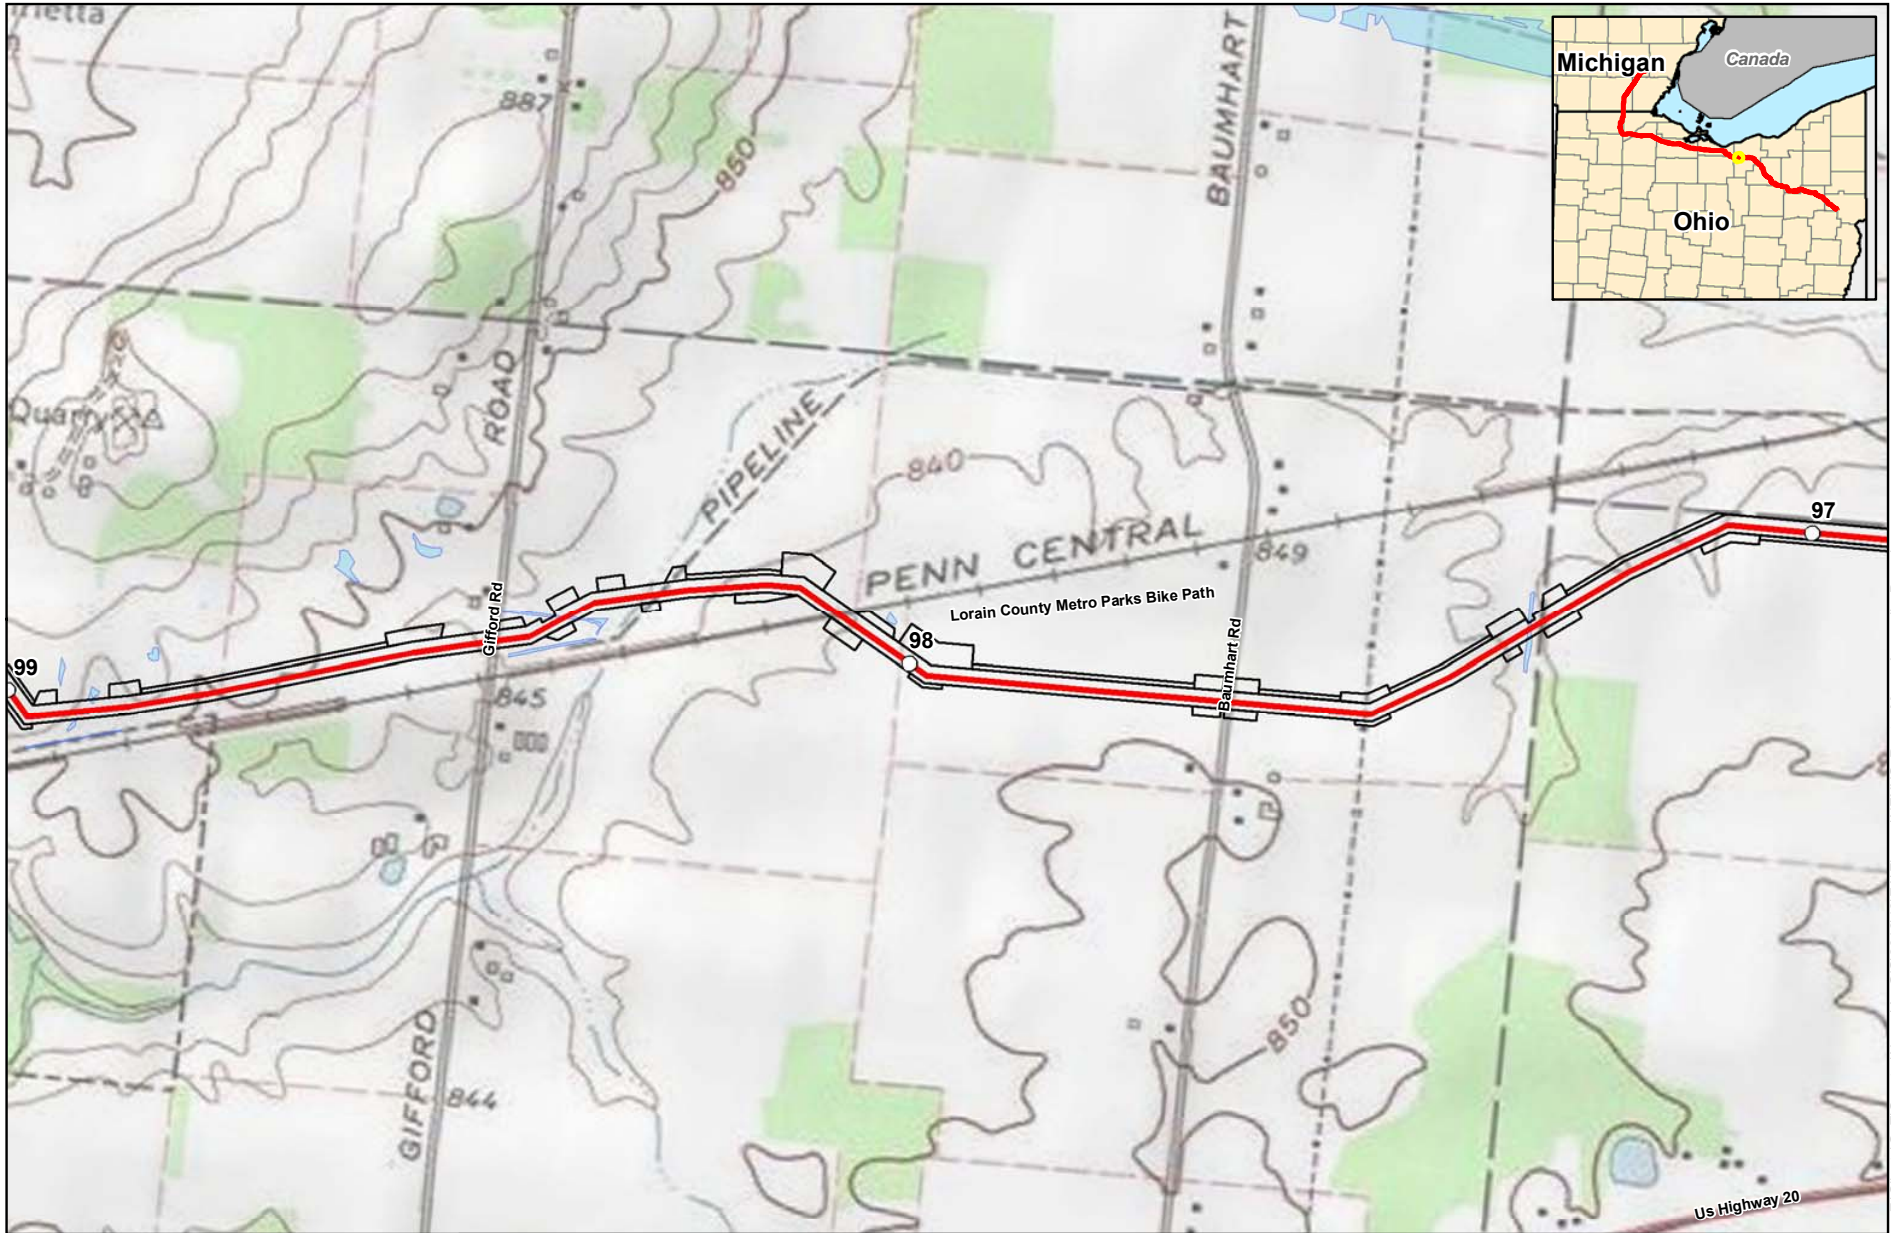 rietta
887
850
BAUMHART
Michigan
Canada
Ohio
ROAD
Quarry
PIPELINE
840
PENN CENTRAL
849
97
Lorain County Metro Parks Bike Path
Gifford Rd
98
Baumhart Rd
99
845
850
GIFFORD
844
Us Highway 20